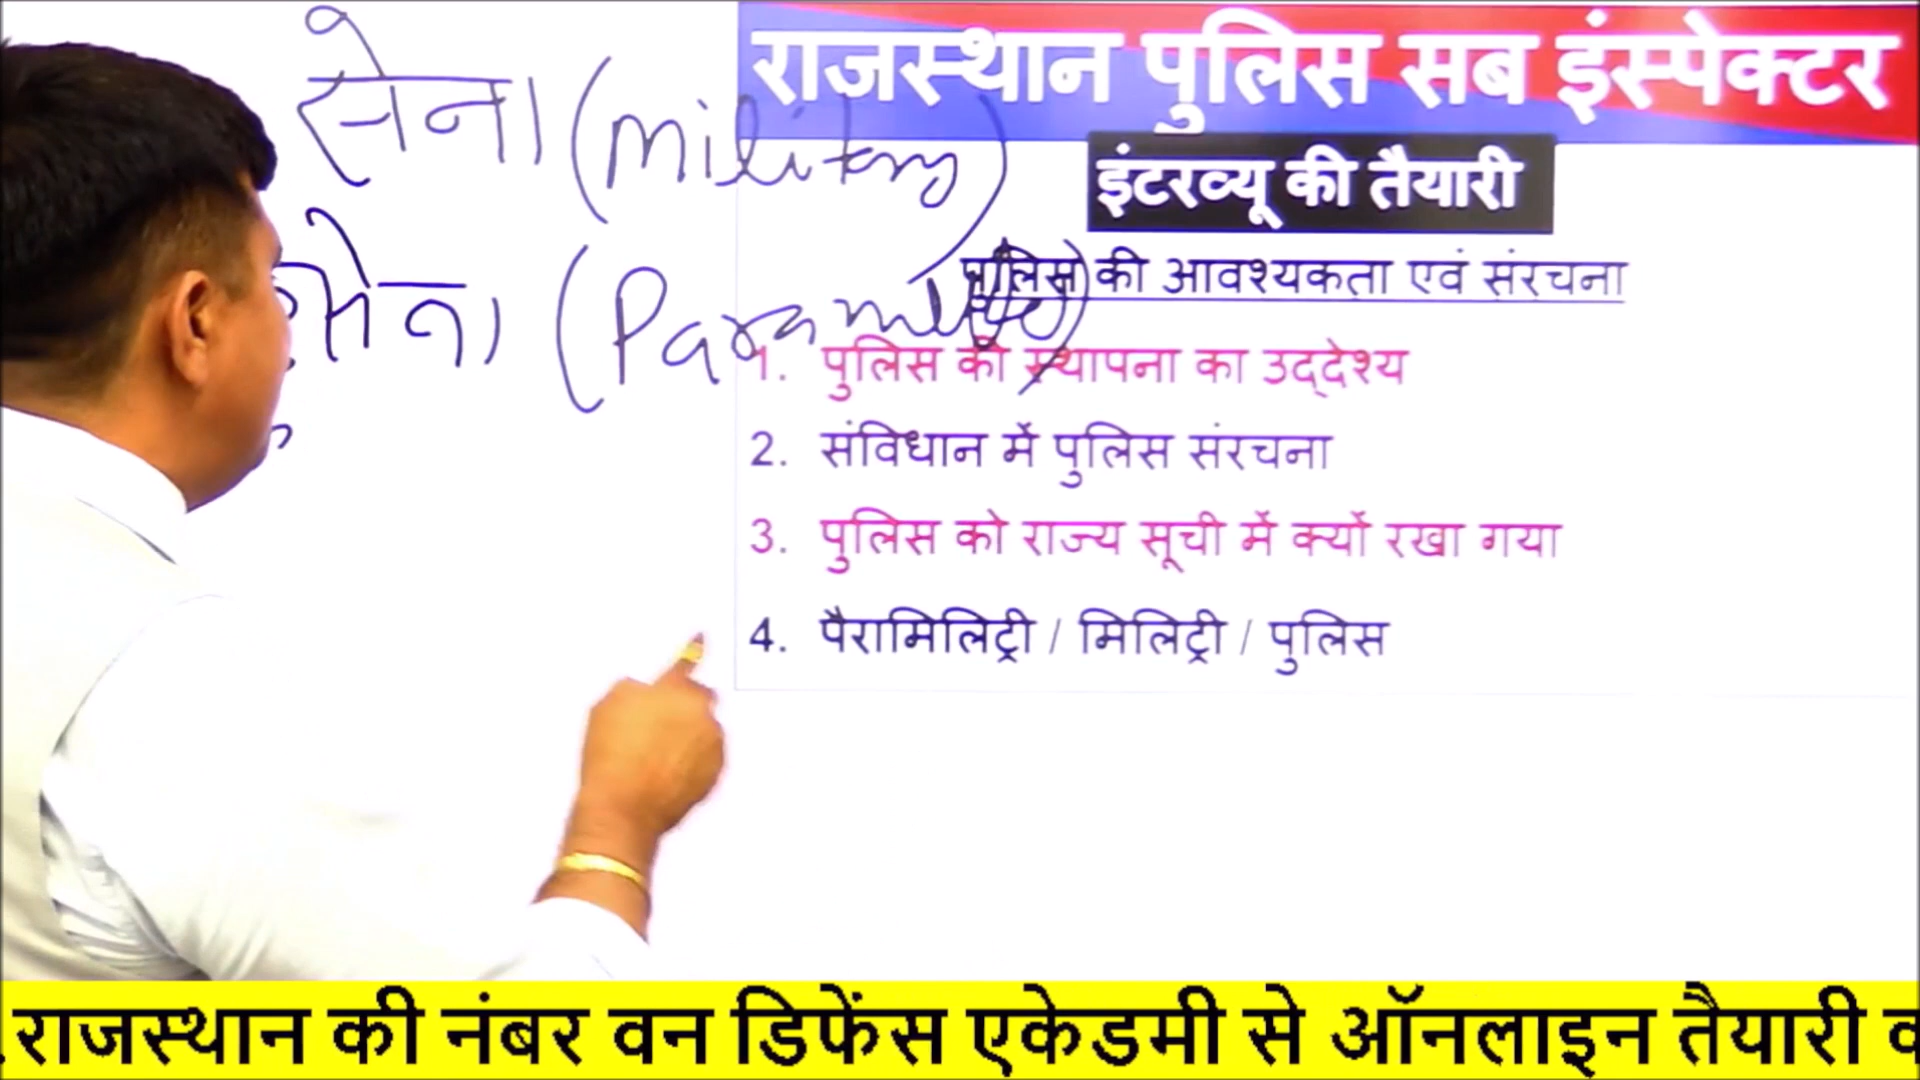 राजस्थान पुलिस सब इंस्पेक्टर
इंटरव्यू की तैयारी
पुलिस की आवश्यकता एवं संरचना
1. पुलिस की स्थापना का उद्देश्य
2. संविधान में पुलिस संरचना
3. पुलिस को राज्य सूची में क्यों रखा गया
4. पैरामिलिट्री / मिलिट्री / पुलिस
सेना (Military)
सेना (Paramilitry)
.राजस्थान की नंबर वन डिफेंस एकेडमी से ऑनलाइन तैयारी